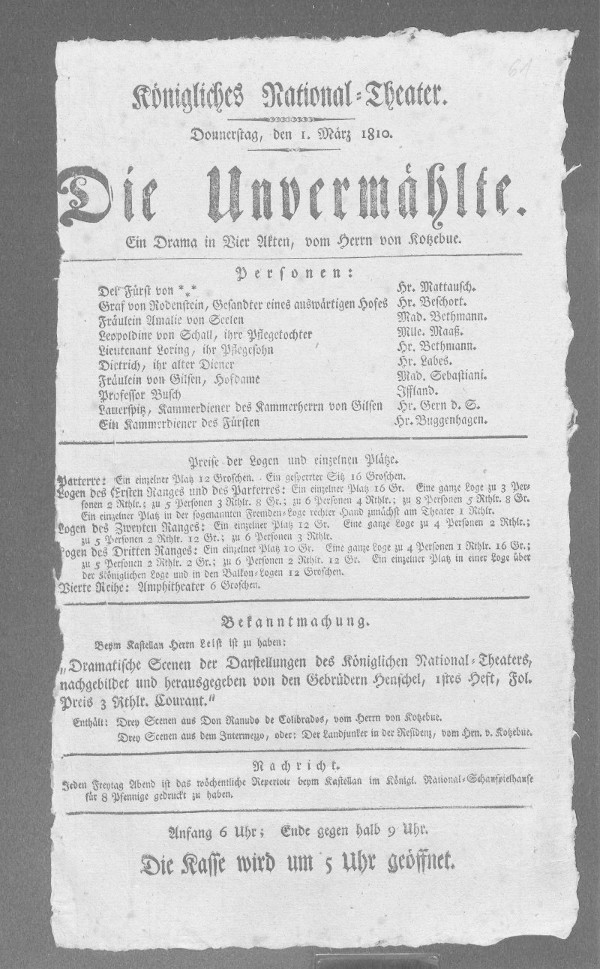 61
Königliches National-Theater.
Donnerstag, den 1. März 1810.
Die Unvermählte.
Ein Drama in Vier Akten, vom Herrn von Kotzebue.
Personen:
Der Fürst von *⁎* Hr. Mattausch.
Graf von Rodenstein, Gesandter eines auswärtigen Hofes Hr. Beschort.
Fräulein Amalie von Seelen Mad. Bethmann.
Leopoldine von Schall, ihre Pflegetochter Mlle. Maaß.
Lieutenant Loring, ihr Pflegesohn Hr. Bethmann.
Dietrich, ihr alter Diener Hr. Labes.
Fräulein von Gilsen, Hofdame Mad. Sebastiani.
Professor Busch Iffland.
Lauerspitz, Kammerdiener des Kammerherrn von Gilsen Hr. Gern d. S.
Ein Kammerdiener des Fürsten Hr. Buggenhagen.
Preise der Logen und einzelnen Plätze.
Parterre: Ein einzelner Platz 12 Groschen. Ein gesperrter Sitz 16 Groschen.
Logen des Ersten Ranges und des Parterres: Ein einzelner Platz 16 Gr. Eine ganze Loge zu 3 Per-
sonen 2 Rthlr.; zu 5 Personen 3 Rthlr. 8 Gr.; zu 6 Personen 4 Rthlr.; zu 8 Personen 5 Rthlr. 8 Gr.
Ein einzelner Platz in der sogenannten Fremden-Loge rechter Hand zunächst am Theater 1 Rthlr.
Logen des Zweyten Ranges: Ein einzelner Platz 12 Gr. Eine ganze Loge zu 4 Personen 2 Rthlr.;
zu 5 Personen 2 Rthlr. 12 Gr.; zu 6 Personen 3 Rthlr.
Logen des Dritten Ranges: Ein einzelner Platz 10 Gr. Eine ganze Loge zu 4 Personen 1 Rthlr. 16 Gr.;
zu 5 Personen 2 Rthlr. 2 Gr.; zu 6 Personen 2 Rthlr. 12 Gr. Ein einzelner Platz in einer Loge über
der Königlichen Loge und in den Balkon-Logen 12 Groschen.
Vierte Reihe: Amphitheater 6 Groschen.
Bekanntmachung.
Beym Kastellan Herrn Leist ist zu haben:
„Dramatische Scenen der Darstellungen des Königlichen National-Theaters,
nachgebildet und herausgegeben von den Gebrüdern Henschel, 1stes Heft, Fol.
Preis 3 Rthlr. Courant.“
Enthält: Drey Scenen aus Don Ranudo de Colibrados, vom Herrn von Kotzebue.
Drey Scenen aus dem Intermezzo, oder: Der Landjunker in der Residenz, vom Hrn. v. Kotzebue.
Nachricht.
Jeden Freytag Abend ist das wöchentliche Repertoir beym Kastellan im Königl. National-Schauspielhause
für 8 Pfennige gedruckt zu haben.
Anfang 6 Uhr; Ende gegen halb 9 Uhr.
Die Kasse wird um 5 Uhr geöffnet.